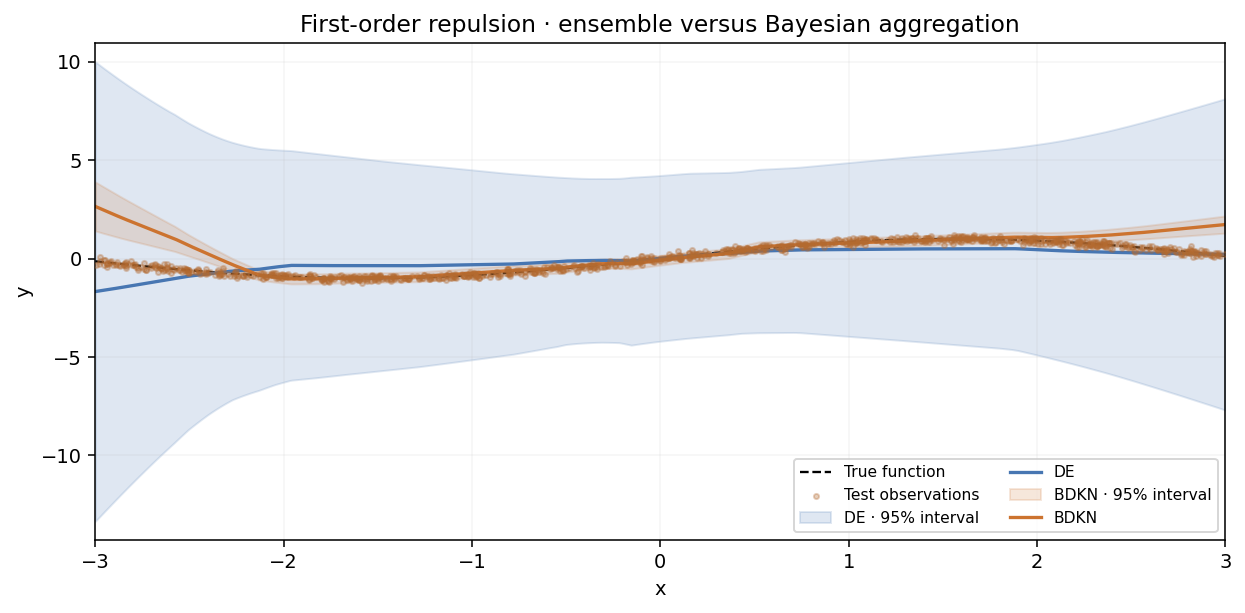 First-order repulsion · ensemble versus Bayesian aggregation
10
5
0
−5
−10
y
−3
−2
−1
0
1
2
3
x
True function
Test observations
DE · 95% interval
DE
BDKN · 95% interval
BDKN